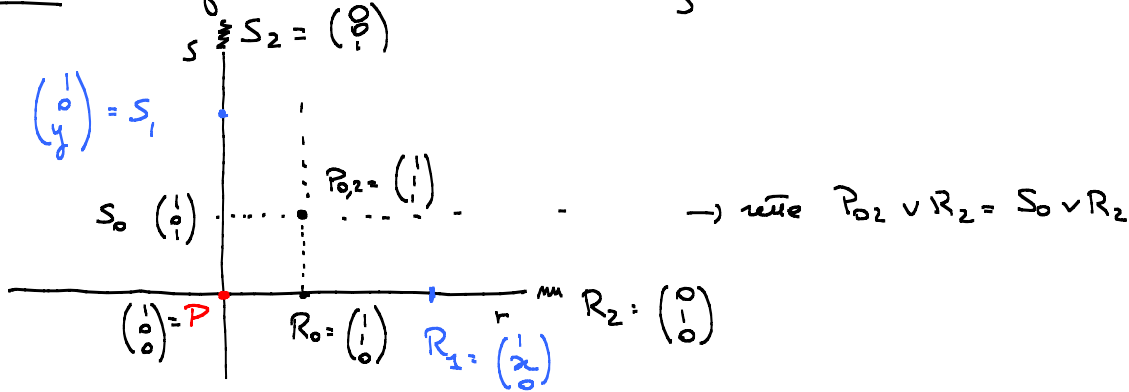 s S₂ = (0 0 1)
(1 0 y) = S₁
P₀,₂ = (1 1 1)
S₀ (1 0 1) → rette P₀₂ ∨ R₂ = S₀ ∨ R₂
(1 0 0) = P R₀ = (1 1 0) r R₂ : (0 1 0)
R₁ = (1 x 0)